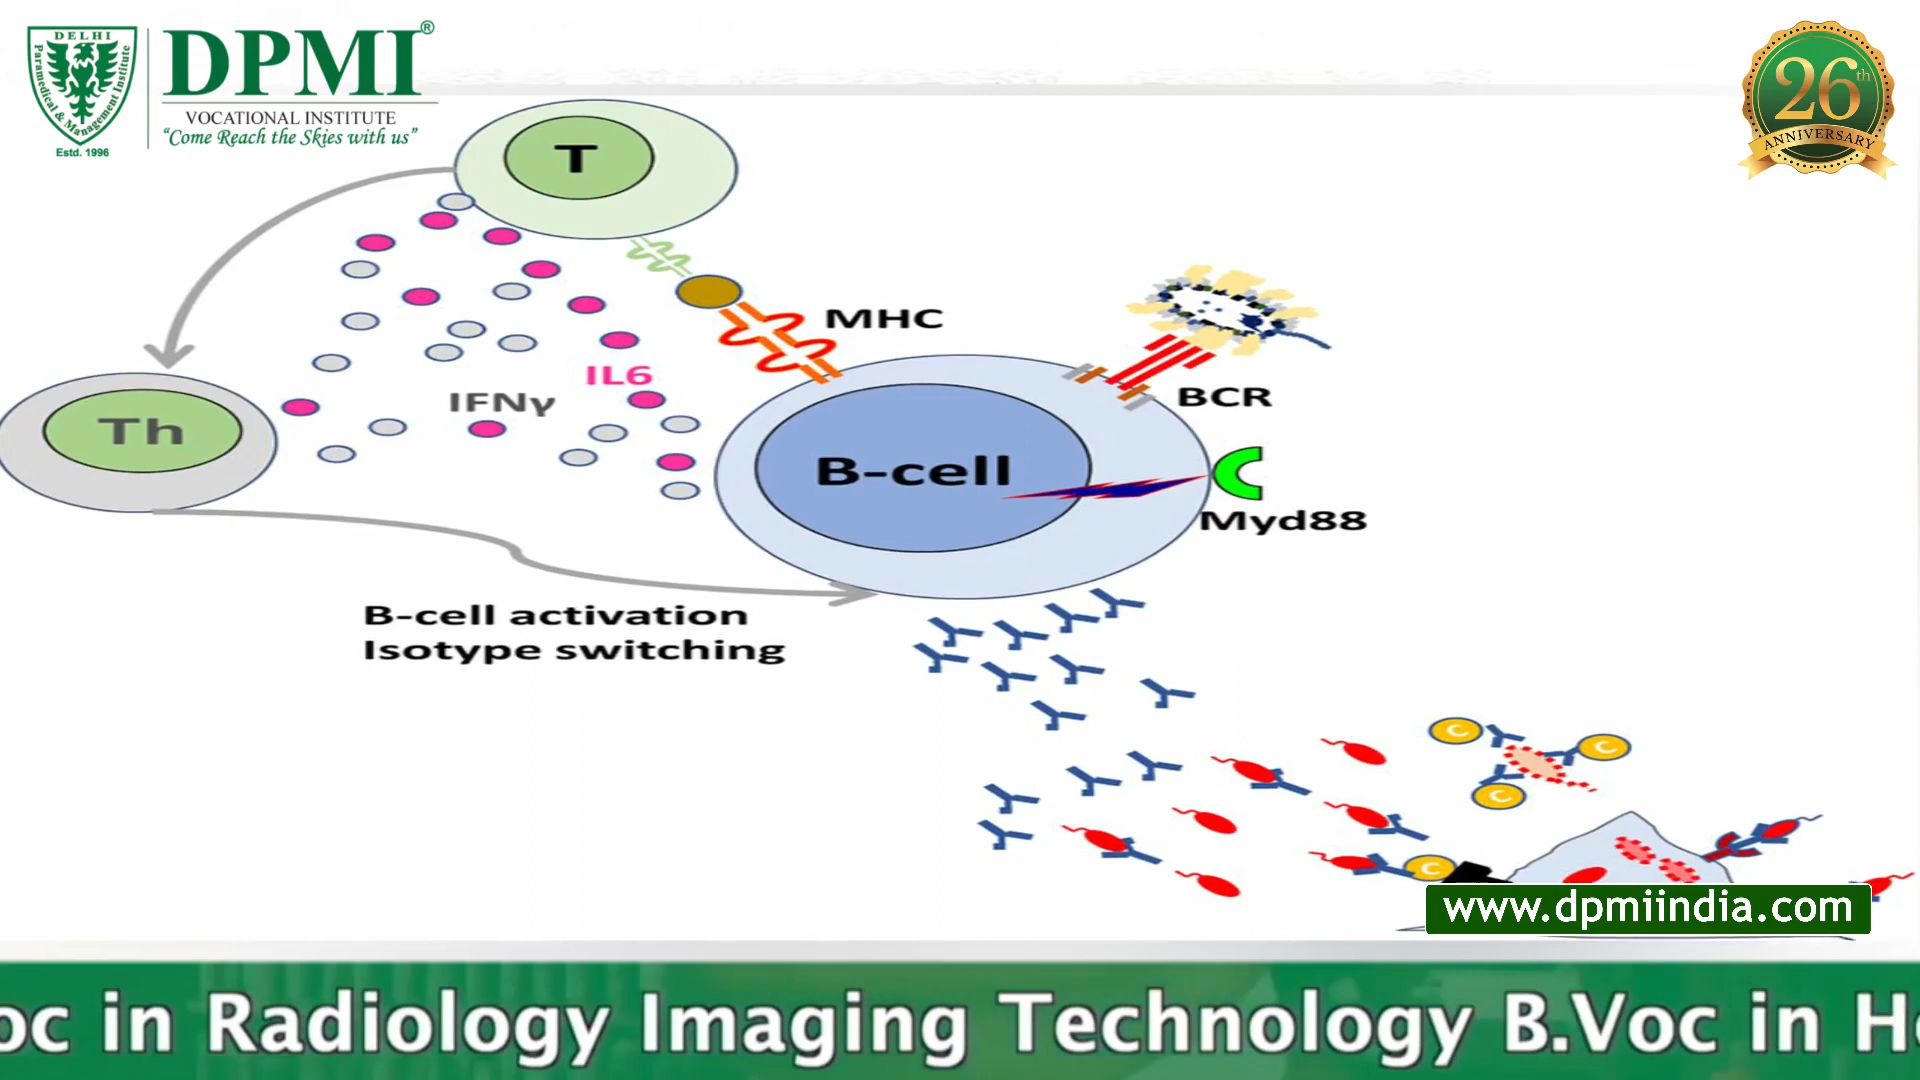 DELHI
Paramedical & Management Institute
Estd. 1996
DPMI®
VOCATIONAL INSTITUTE
“Come Reach the Skies with us”
26th
ANNIVERSARY
T
MHC
IL6
IFNγ
BCR
Th
B-cell
Myd88
B-cell activation
Isotype switching
C
C
C
C
www.dpmiindia.com
oc in Radiology Imaging Technology B.Voc in H